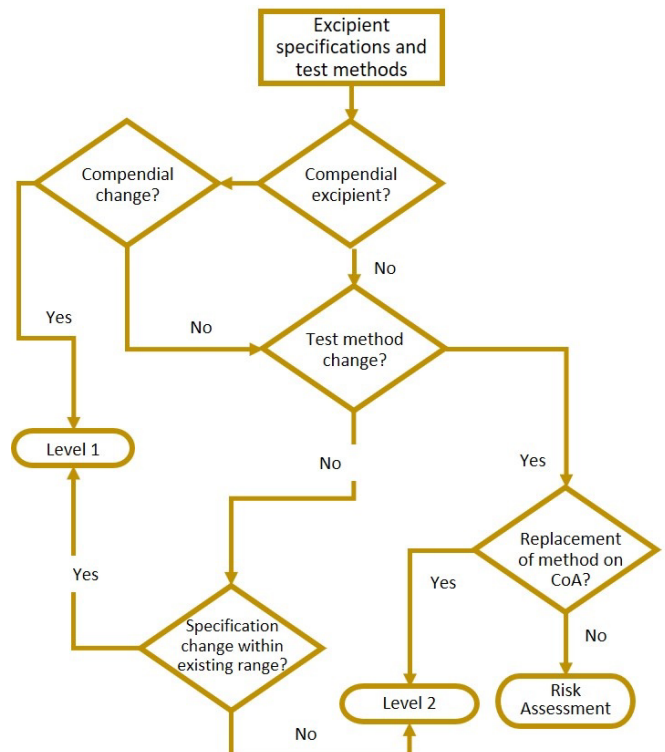 Excipient
specifications and
test methods
Compendial
change?
Compendial
excipient?
No
Yes
No
Test method
change?
Level 1
No
Yes
Yes
Replacement
of method on
CoA?
Yes
Specification
change within
existing range?
No
Level 2
Risk
Assessment
No